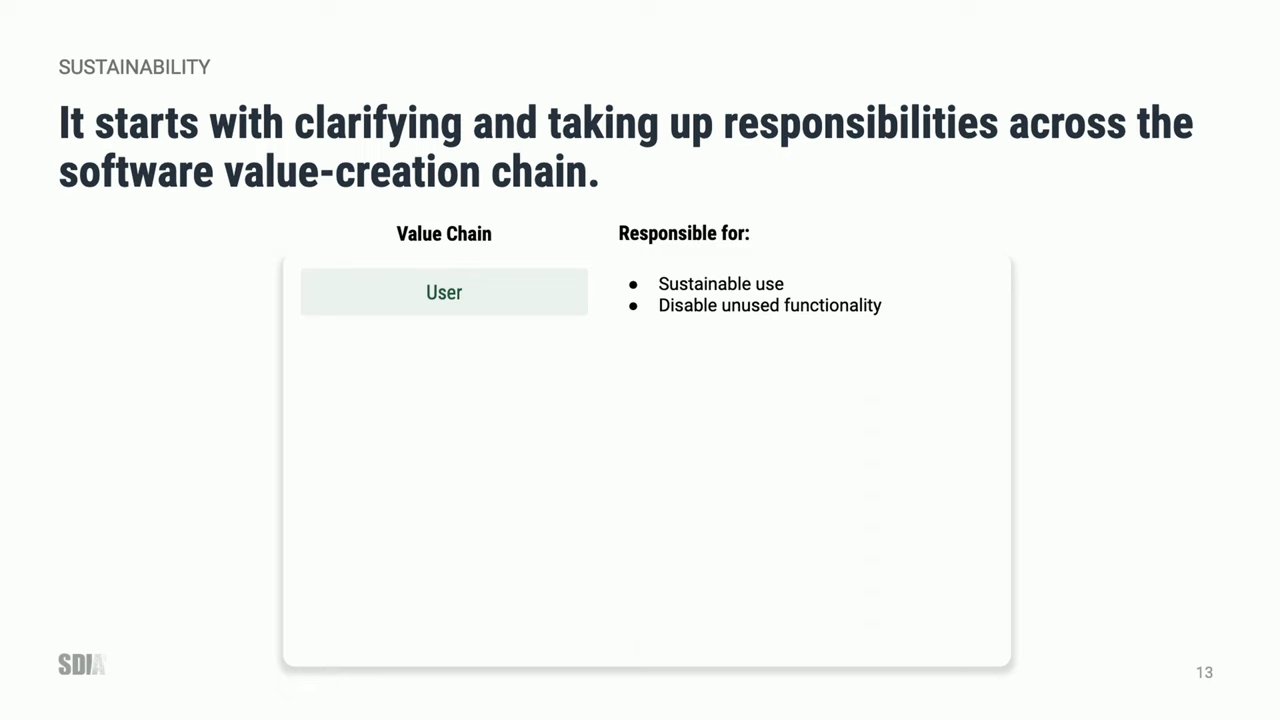 SUSTAINABILITY
It starts with clarifying and taking up responsibilities across the
software value-creation chain.
Value Chain
Responsible for:
User
● Sustainable use
● Disable unused functionality
SDIA
13